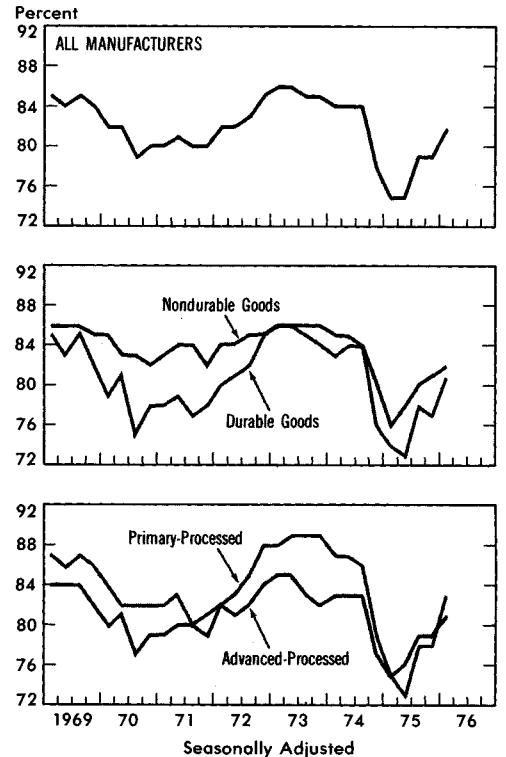 Percent
92
ALL MANUFACTURERS
88
84
80
76
72
92
88
Nondurable Goods
84
80
76
Durable Goods
72
92
Primary-Processed
88
84
80
Advanced-Processed
76
72
1969 70 71 72 73 74 75 76
Seasonally Adjusted